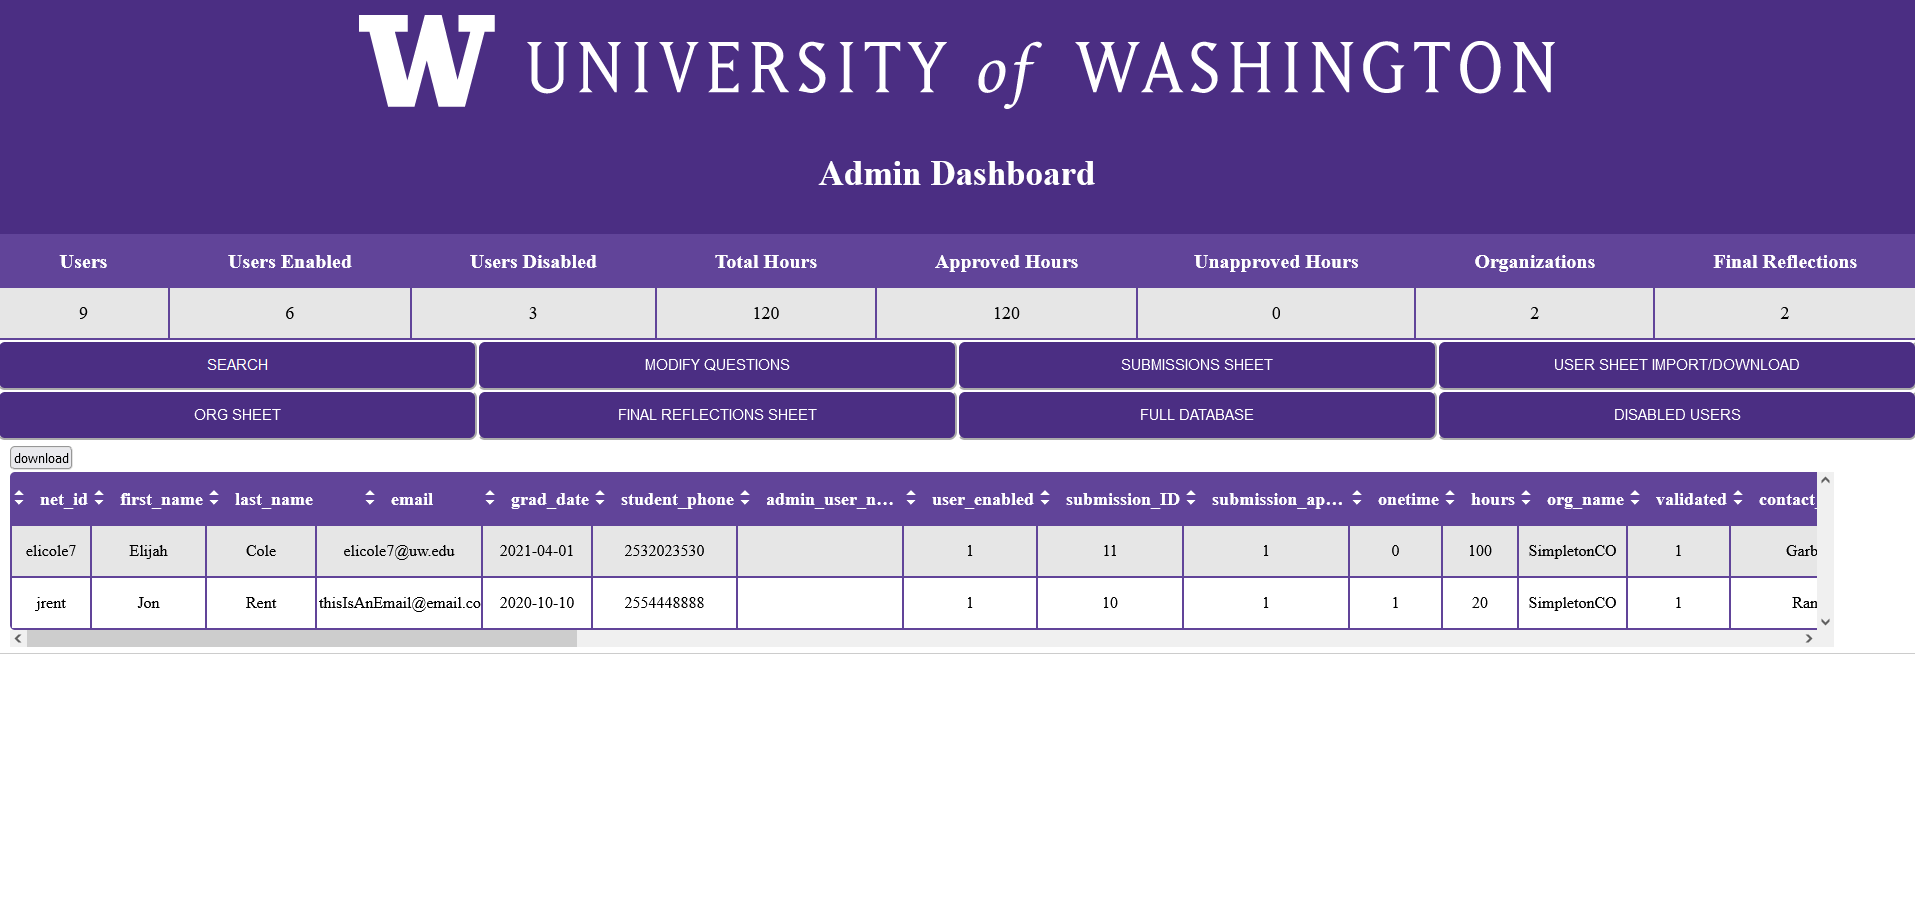 W UNIVERSITY of WASHINGTON
Admin Dashboard
Users Users Enabled Users Disabled Total Hours Approved Hours Unapproved Hours Organizations Final Reflections
9 6 3 120 120 0 2 2
SEARCH MODIFY QUESTIONS SUBMISSIONS SHEET USER SHEET IMPORT/DOWNLOAD
ORG SHEET FINAL REFLECTIONS SHEET FULL DATABASE DISABLED USERS
download
net_id first_name last_name email grad_date student_phone admin_user_n... user_enabled submission_ID submission_ap... onetime hours org_name validated contact_
elicole7 Elijah Cole elicole7@uw.edu 2021-04-01 2532023530 1 11 1 0 100 SimpletonCO 1 Garb
jrent Jon Rent thisIsAnEmail@email.co 2020-10-10 2554448888 1 10 1 1 20 SimpletonCO 1 Ran